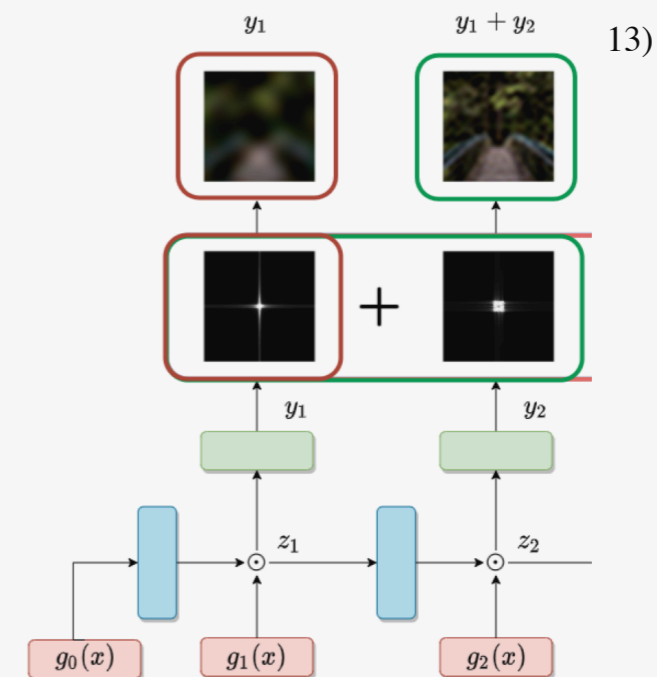 y₁
y₁ + y₂
13)
+
y₁
y₂
z₁
z₂
g₀(x)
g₁(x)
g₂(x)